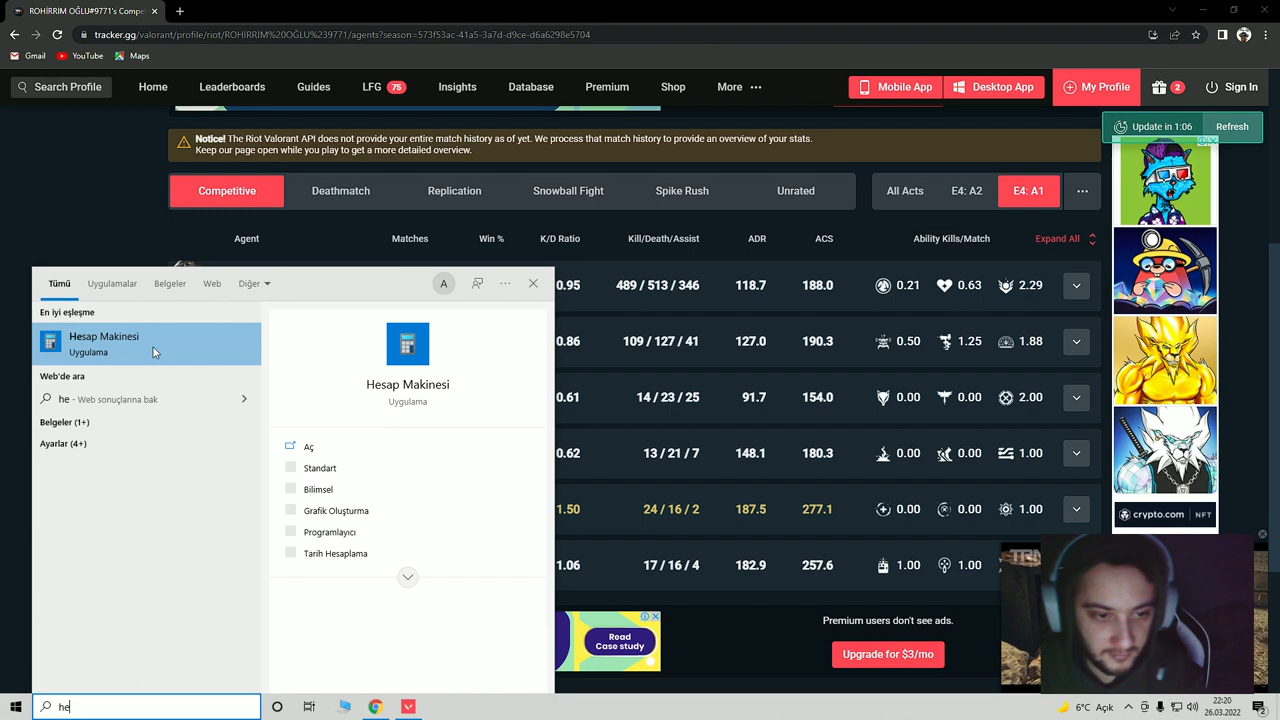 ROHİRRİM OĞLU#9771's Comp
tracker.gg/valorant/profile/riot/ROHİRRİM%20OĞLU%239771/agents?season=573f53ac-41a5-3a7d-d9ce-d6a6298e5704
Gmail YouTube Maps
Search Profile Home Leaderboards Guides LFG 75 Insights Database Premium Shop More Mobile App Desktop App My Profile 2 Sign In
Update in 1:06 Refresh
Notice! The Riot Valorant API does not provide your entire match history as of yet. We process that match history to provide an overview of your stats.
Keep our page open while you play to get a more detailed overview.
Competitive Deathmatch Replication Snowball Fight Spike Rush Unrated All Acts E4: A2 E4: A1
Agent Matches Win % K/D Ratio Kill/Death/Assist ADR ACS Ability Kills/Match Expand All
0.95 489 / 513 / 346 118.7 188.0 0.21 0.63 2.29
0.86 109 / 127 / 41 127.0 190.3 0.50 1.25 1.88
0.61 14 / 23 / 25 91.7 154.0 0.00 0.00 2.00
0.62 13 / 21 / 7 148.1 180.3 0.00 0.00 1.00
1.50 24 / 16 / 2 187.5 277.1 0.00 0.00 1.00
1.06 17 / 16 / 4 182.9 257.6 1.00 1.00
Tümü Uygulamalar Belgeler Web Diğer A
En iyi eşleşme
Hesap Makinesi
Uygulama
Web'de ara
he - Web sonuçlarına bak
Belgeler (1+)
Ayarlar (4+)
Hesap Makinesi
Uygulama
Aç
Standart
Bilimsel
Grafik Oluşturma
Programlayıcı
Tarih Hesaplama
crypto.com NFT
Read
Case study
Premium users don't see ads.
Upgrade for $3/mo
he
6°C Açık
22:20
26.03.2022
2